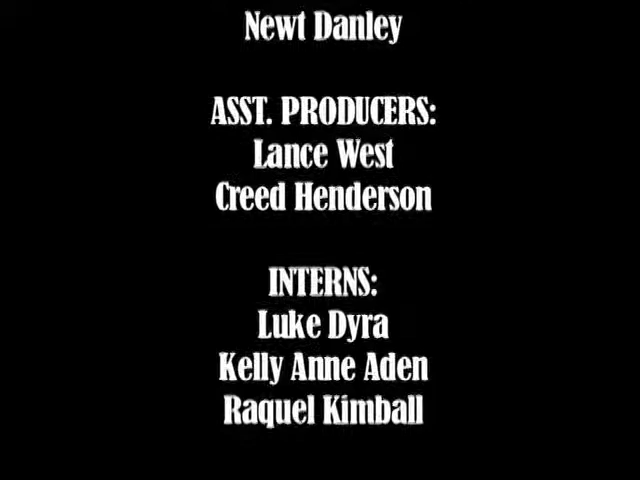 Newt Danley
ASST. PRODUCERS:
Lance West
Creed Henderson
INTERNS:
Luke Dyra
Kelly Anne Aden
Raquel Kimball